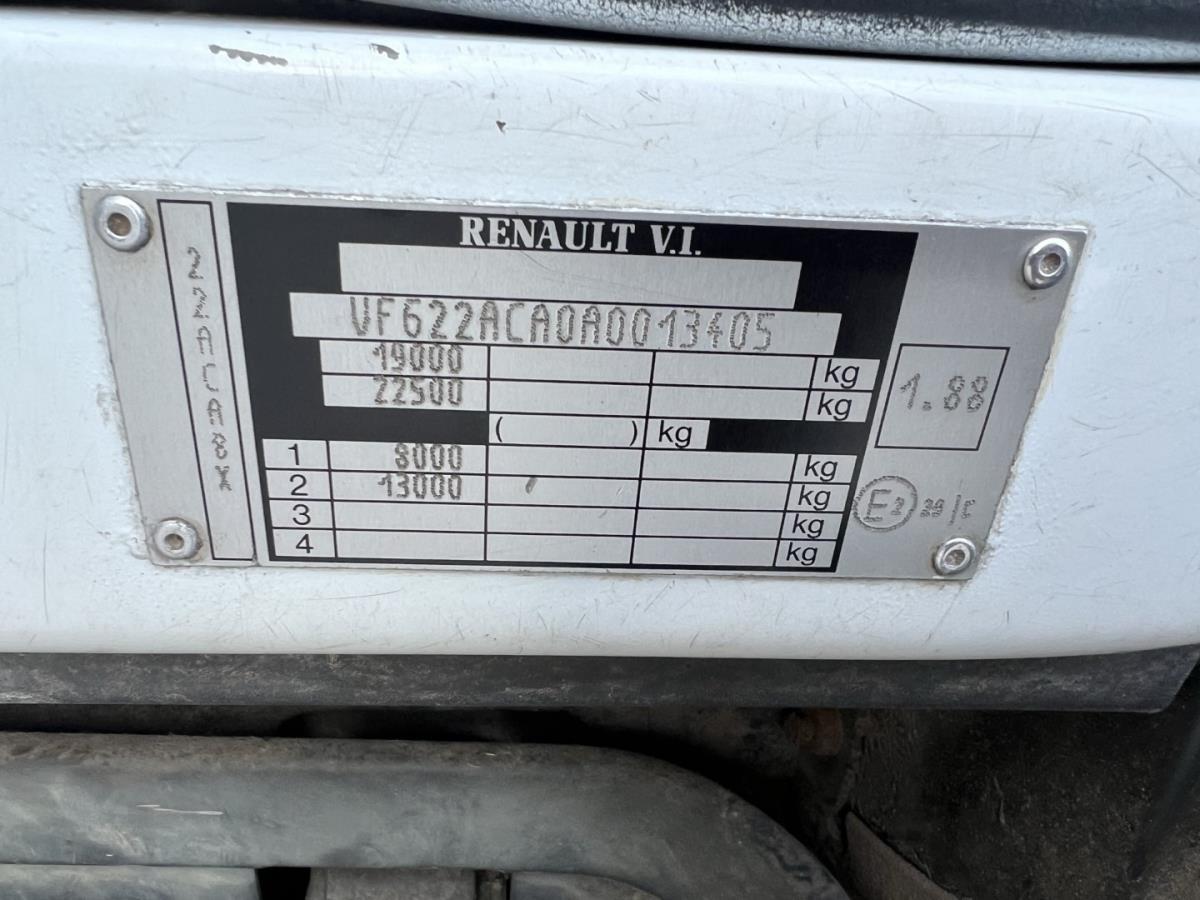 RENAULT V.I.
VF622ACA0A0013405
19000 kg
22500 kg
( ) kg
1 8000 kg
2 13000 kg
3 kg
4 kg
1.88
E2